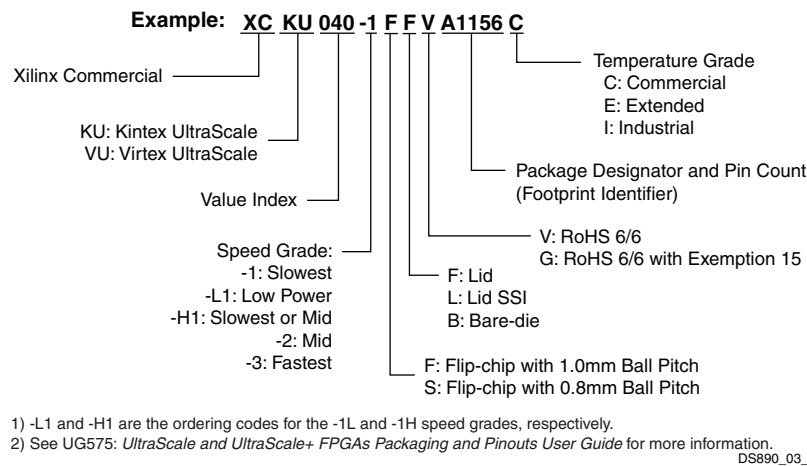 Example: XC KU 040 -1 F F V A1156 C
Xilinx Commercial
KU: Kintex UltraScale
VU: Virtex UltraScale
Value Index
Speed Grade:
-1: Slowest
-L1: Low Power
-H1: Slowest or Mid
-2: Mid
-3: Fastest
Temperature Grade
C: Commercial
E: Extended
I: Industrial
Package Designator and Pin Count
(Footprint Identifier)
V: RoHS 6/6
G: RoHS 6/6 with Exemption 15
F: Lid
L: Lid SSI
B: Bare-die
F: Flip-chip with 1.0mm Ball Pitch
S: Flip-chip with 0.8mm Ball Pitch
1) -L1 and -H1 are the ordering codes for the -1L and -1H speed grades, respectively.
2) See UG575: UltraScale and UltraScale+ FPGAs Packaging and Pinouts User Guide for more information.
DS890_03_